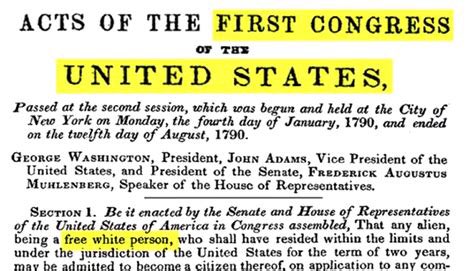 ACTS OF THE FIRST CONGRESS
OF THE
UNITED STATES,
Passed at the second session, which was begun and held at the City of
New York on Monday, the fourth day of January, 1790, and ended
on the twelfth day of August, 1790.
GEORGE WASHINGTON, President, JOHN ADAMS, Vice President of the
United States, and President of the Senate, FREDERICK AUGUSTUS
MUHLENBERG, Speaker of the House of Representatives.
SECTION 1. Be it enacted by the Senate and House of Representatives
of the United States of America in Congress assembled, That any alien,
being a free white person, who shall have resided within the limits and
under the jurisdiction of the United States for the term of two years,
may be admitted to become a citizen thereof, on application to any com-